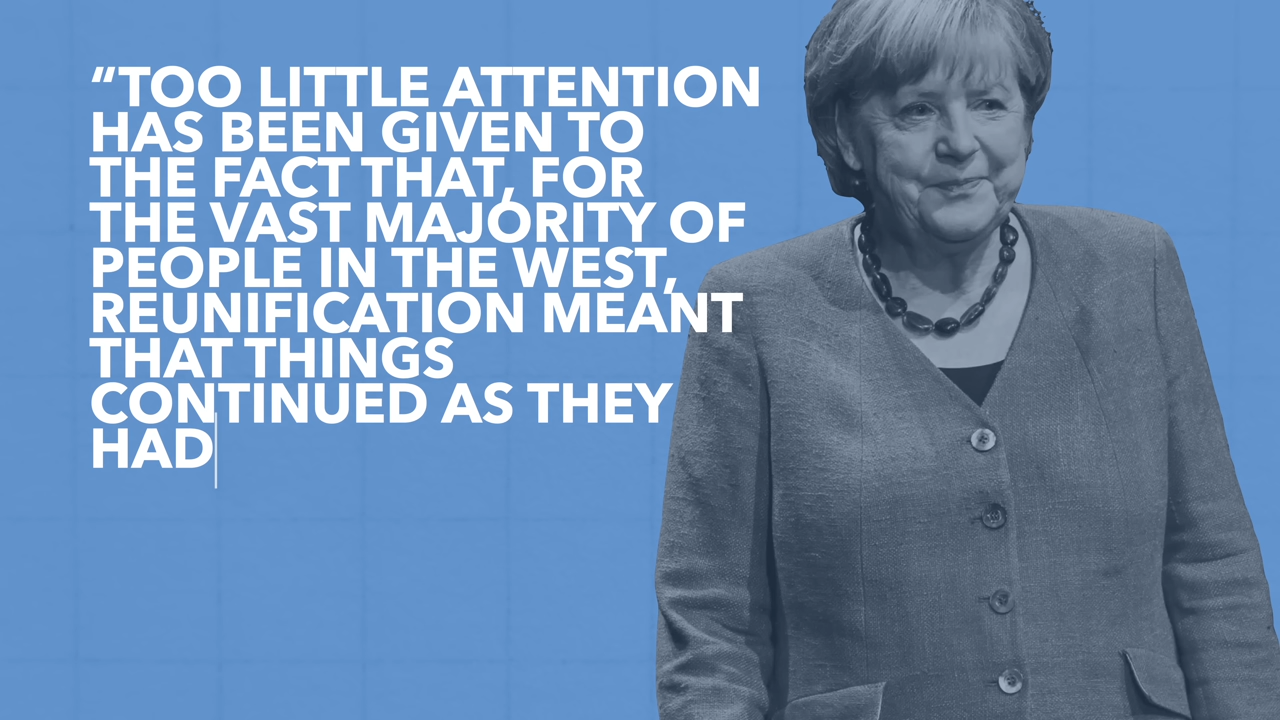 “TOO LITTLE ATTENTION
HAS BEEN GIVEN TO
THE FACT THAT, FOR
THE VAST MAJORITY OF
PEOPLE IN THE WEST,
REUNIFICATION MEANT
THAT THINGS
CONTINUED AS THEY
HAD